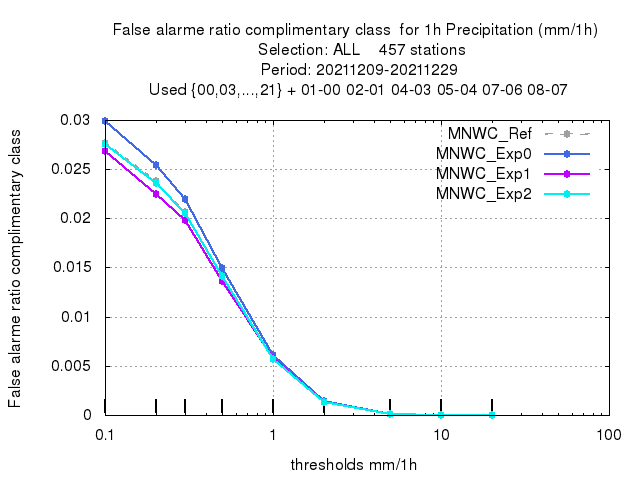 False alarme ratio complimentary class  for 1h Precipitation (mm/1h)
Selection: ALL    457 stations
Period: 20211209-20211229
Used {00,03,...,21} + 01-00 02-01 04-03 05-04 07-06 08-07
False alarme ratio complimentary class
0.03
0.025
0.02
0.015
0.01
0.005
0
MNWC_Ref
MNWC_Exp0
MNWC_Exp1
MNWC_Exp2
0.1 1 10 100
thresholds mm/1h